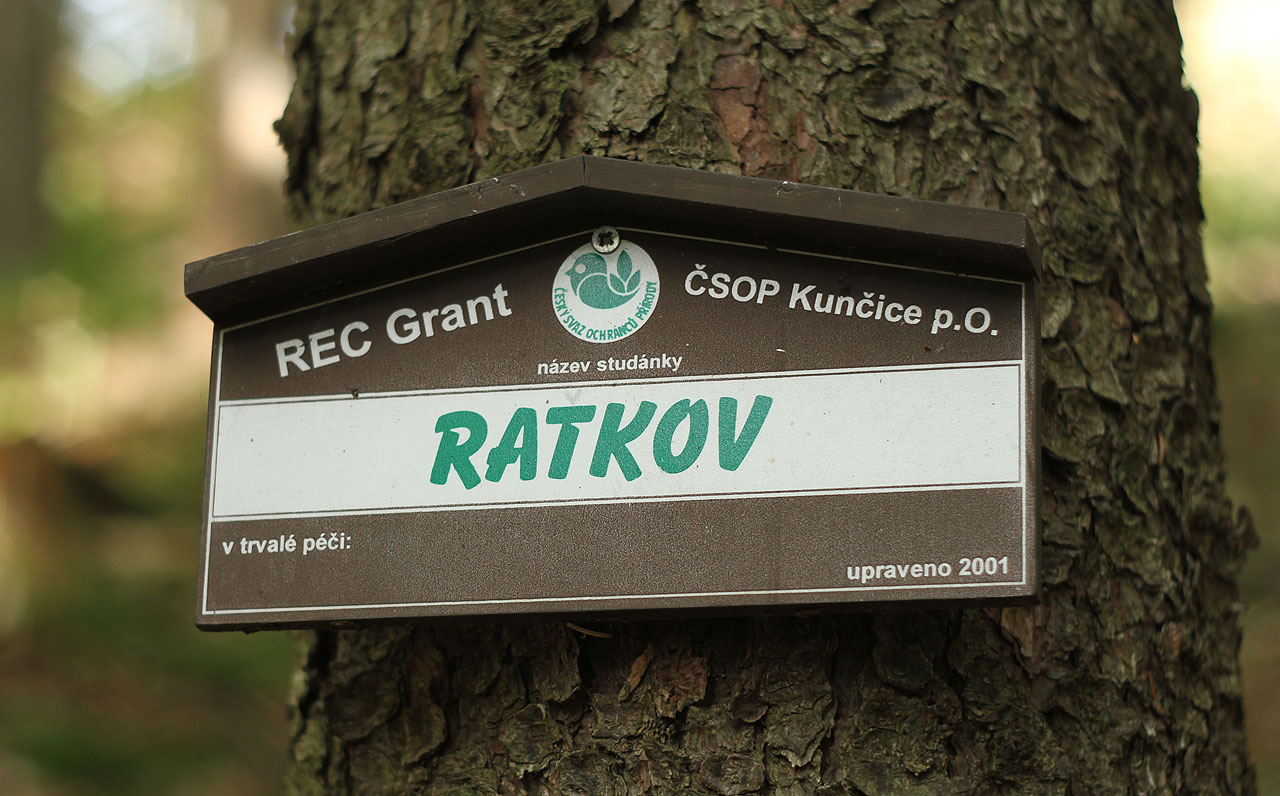 REC Grant
ČESKÝ SVAZ OCHRÁNCŮ PŘÍRODY
ČSOP Kunčice p.O.
název studánky
RATKOV
v trvalé péči:
upraveno 2001